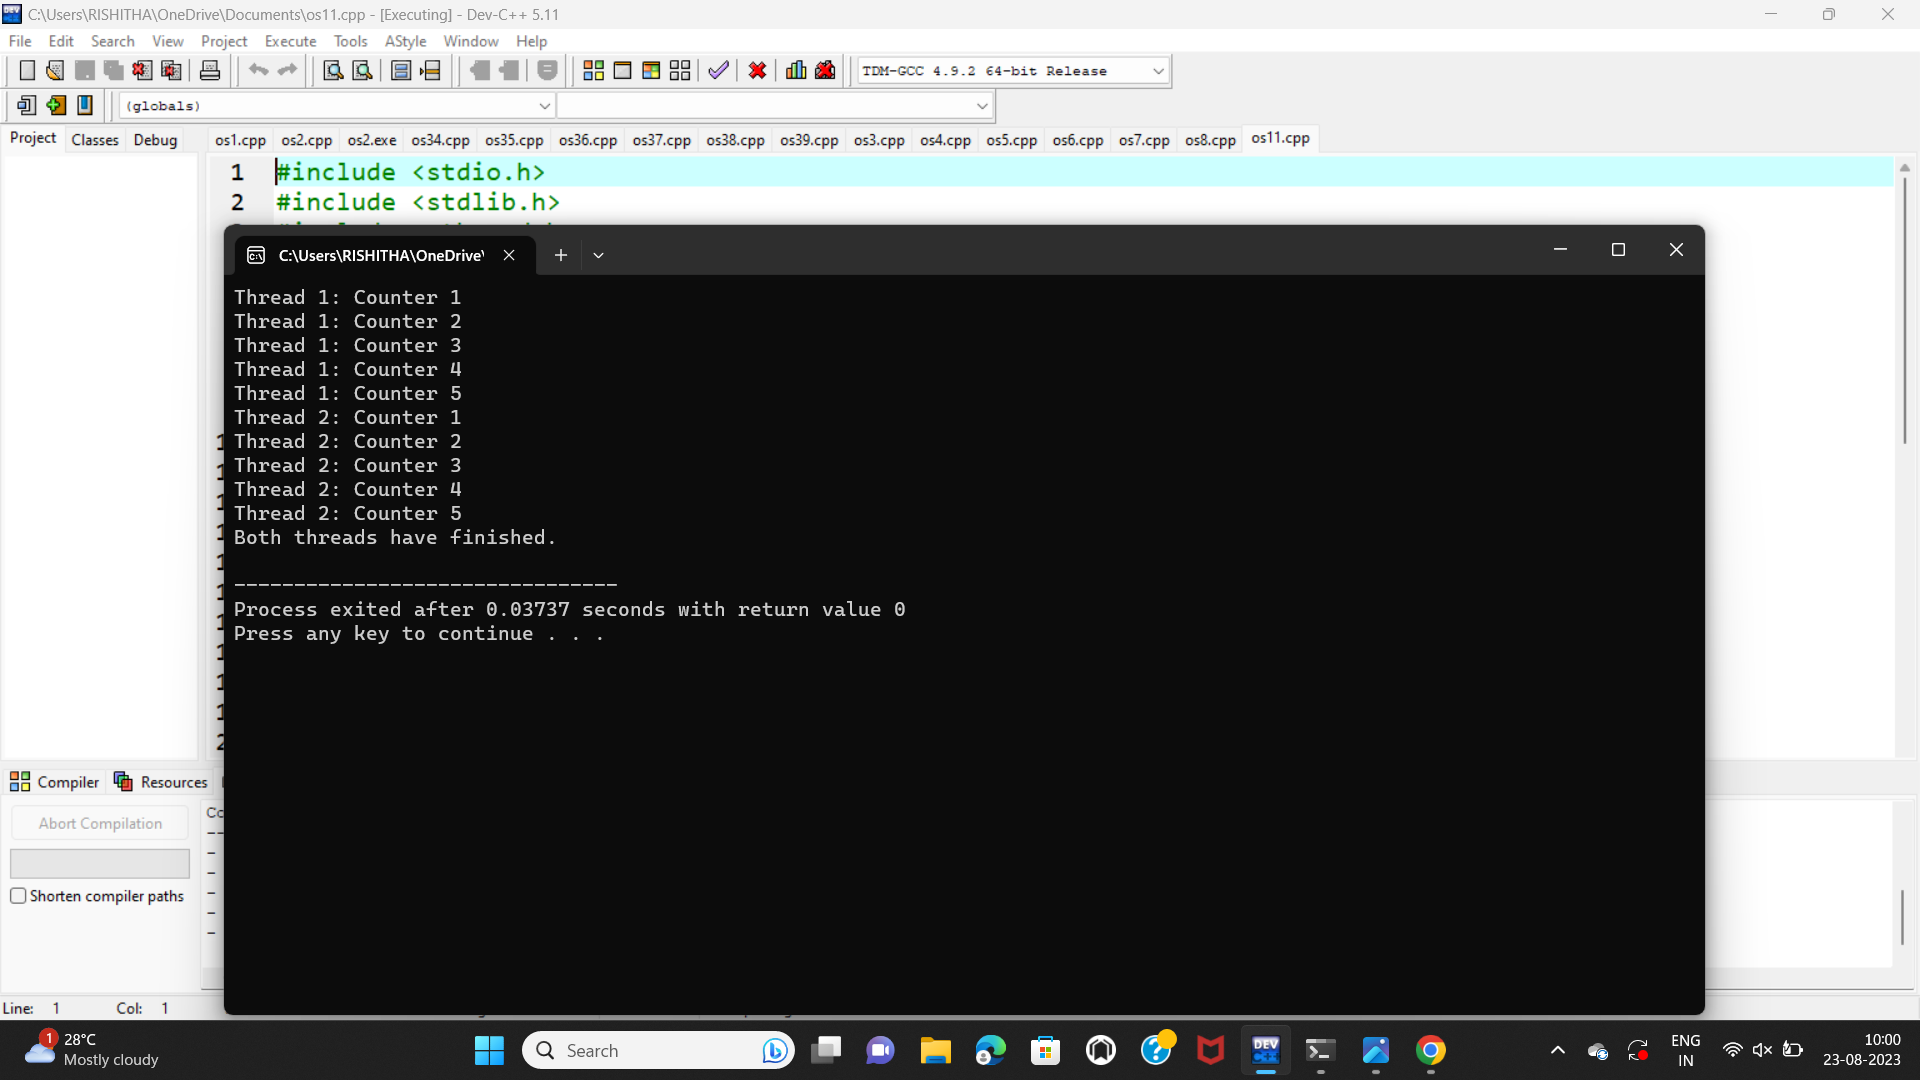 C:\Users\RISHITHA\OneDrive\Documents\os11.cpp - [Executing] - Dev-C++ 5.11
File Edit Search View Project Execute Tools AStyle Window Help
TDM-GCC 4.9.2 64-bit Release
(globals)
Project Classes Debug os1.cpp os2.cpp os2.exe os34.cpp os35.cpp os36.cpp os37.cpp os38.cpp os39.cpp os3.cpp os4.cpp os5.cpp os6.cpp os7.cpp os8.cpp os11.cpp
1 #include <stdio.h>
2 #include <stdlib.h>
C:\Users\RISHITHA\OneDrive\
Thread 1: Counter 1
Thread 1: Counter 2
Thread 1: Counter 3
Thread 1: Counter 4
Thread 1: Counter 5
Thread 2: Counter 1
Thread 2: Counter 2
Thread 2: Counter 3
Thread 2: Counter 4
Thread 2: Counter 5
Both threads have finished.
--------------------------------
Process exited after 0.03737 seconds with return value 0
Press any key to continue . . .
Compiler Resources
Abort Compilation
Shorten compiler paths
Line: 1 Col: 1
1 28°C
Mostly cloudy
Search
DEV C++
ENG
IN
10:00
23-08-2023